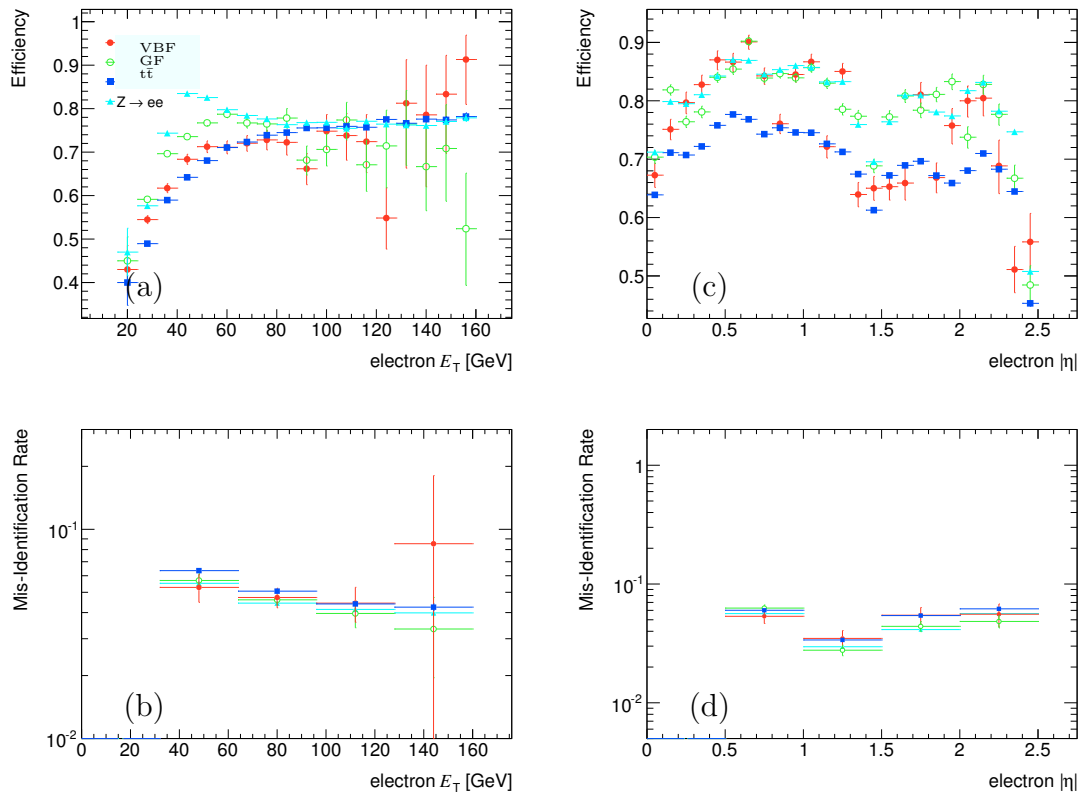 Efficiency
1
0.9
0.8
0.7
0.6
0.5
0.4
VBF
GF
tt̄
Z → ee
(a)
20 40 60 80 100 120 140 160
electron E_T [GeV]
Efficiency
0.9
0.8
0.7
0.6
0.5
(c)
0 0.5 1 1.5 2 2.5
electron |η|
Mis-Identification Rate
10⁻¹
10⁻²
(b)
0 20 40 60 80 100 120 140 160
electron E_T [GeV]
Mis-Identification Rate
1
10⁻¹
10⁻²
(d)
0 0.5 1 1.5 2 2.5
electron |η|